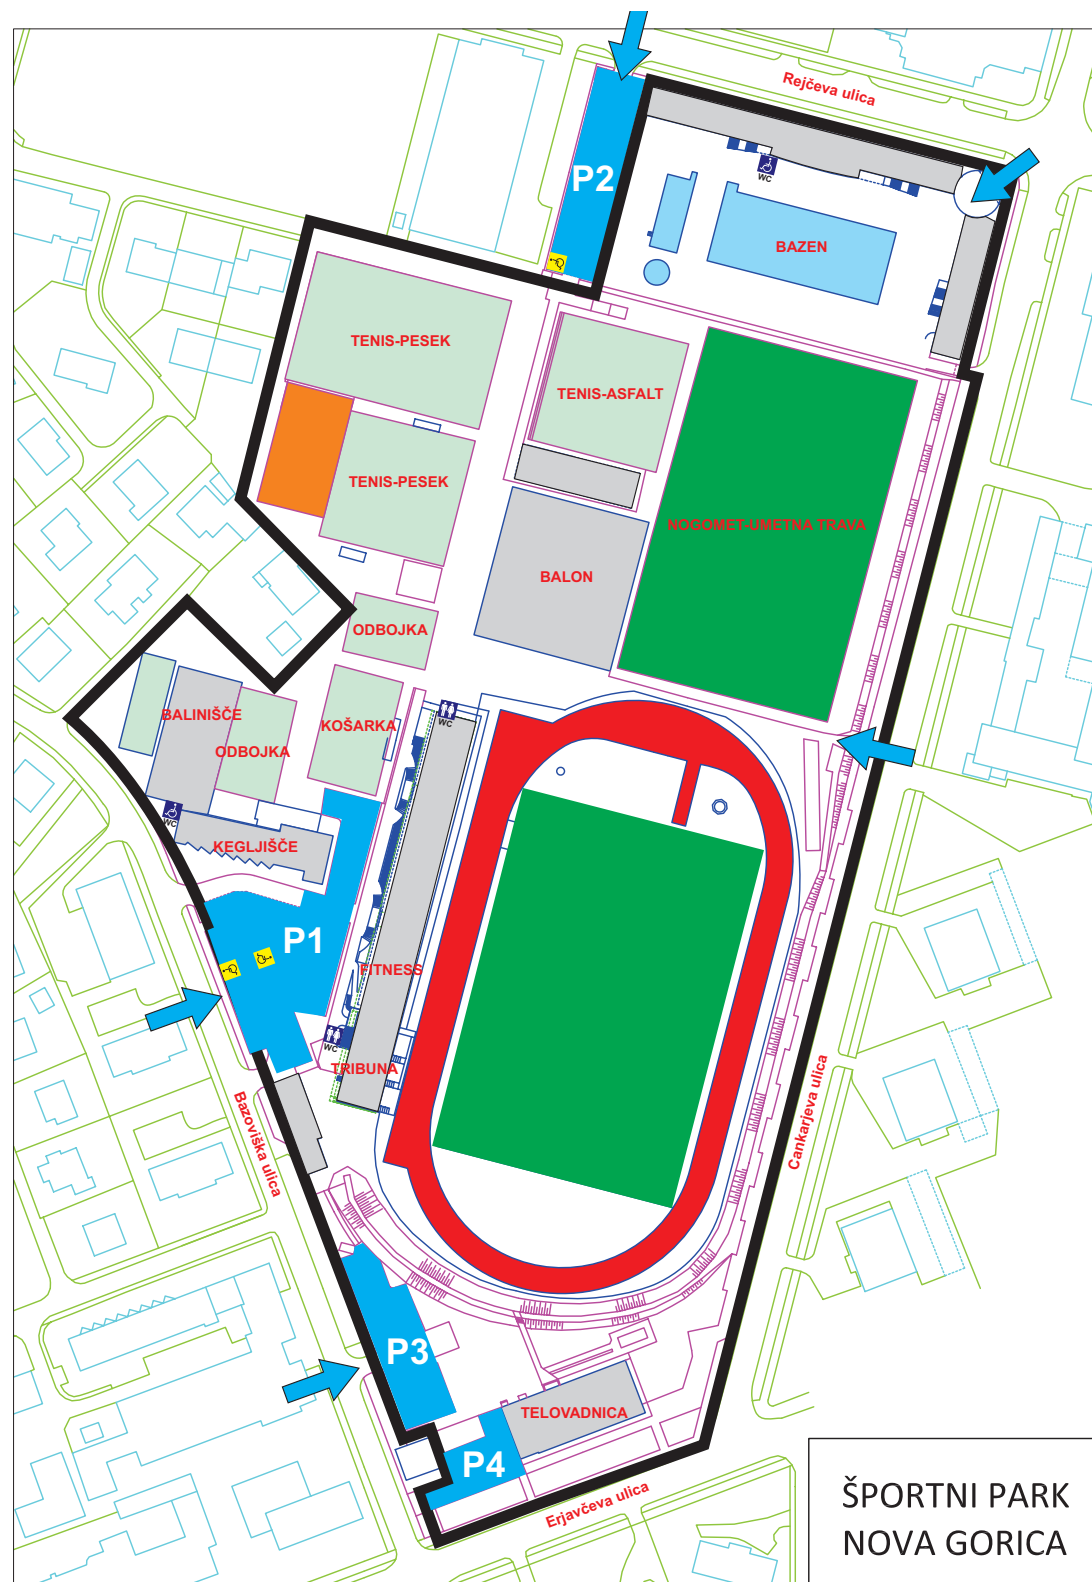 Rejčeva ulica
P2
WC
BAZEN
TENIS-PESEK
TENIS-ASFALT
TENIS-PESEK
NOGOMET-UMETNA TRAVA
BALON
ODBOJKA
BALINIŠČE
KOŠARKA
WC
ODBOJKA
WC
KEGLJIŠČE
P1
FITNESS
WC
TRIBUNA
Bazoviška ulica
Cankarjeva ulica
P3
TELOVADNICA
P4
Erjavčeva ulica
ŠPORTNI PARK
NOVA GORICA